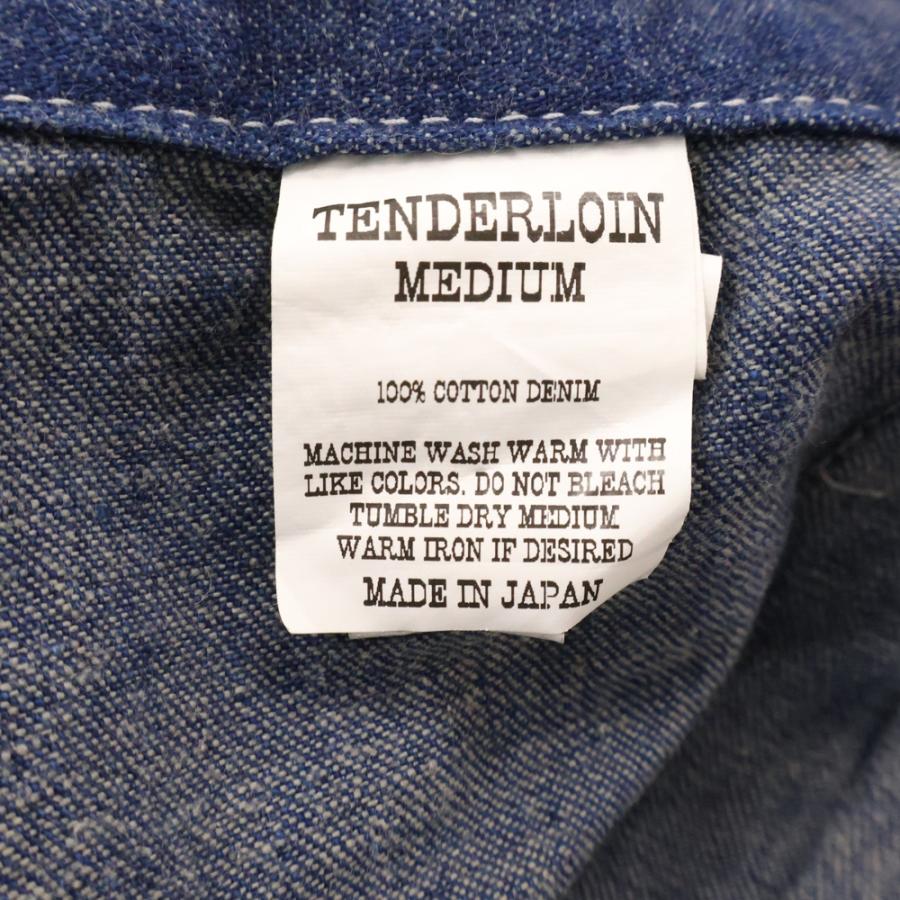 TENDERLOIN
MEDIUM
100% COTTON DENIM
MACHINE WASH WARM WITH
LIKE COLORS. DO NOT BLEACH
TUMBLE DRY MEDIUM
WARM IRON IF DESIRED
MADE IN JAPAN